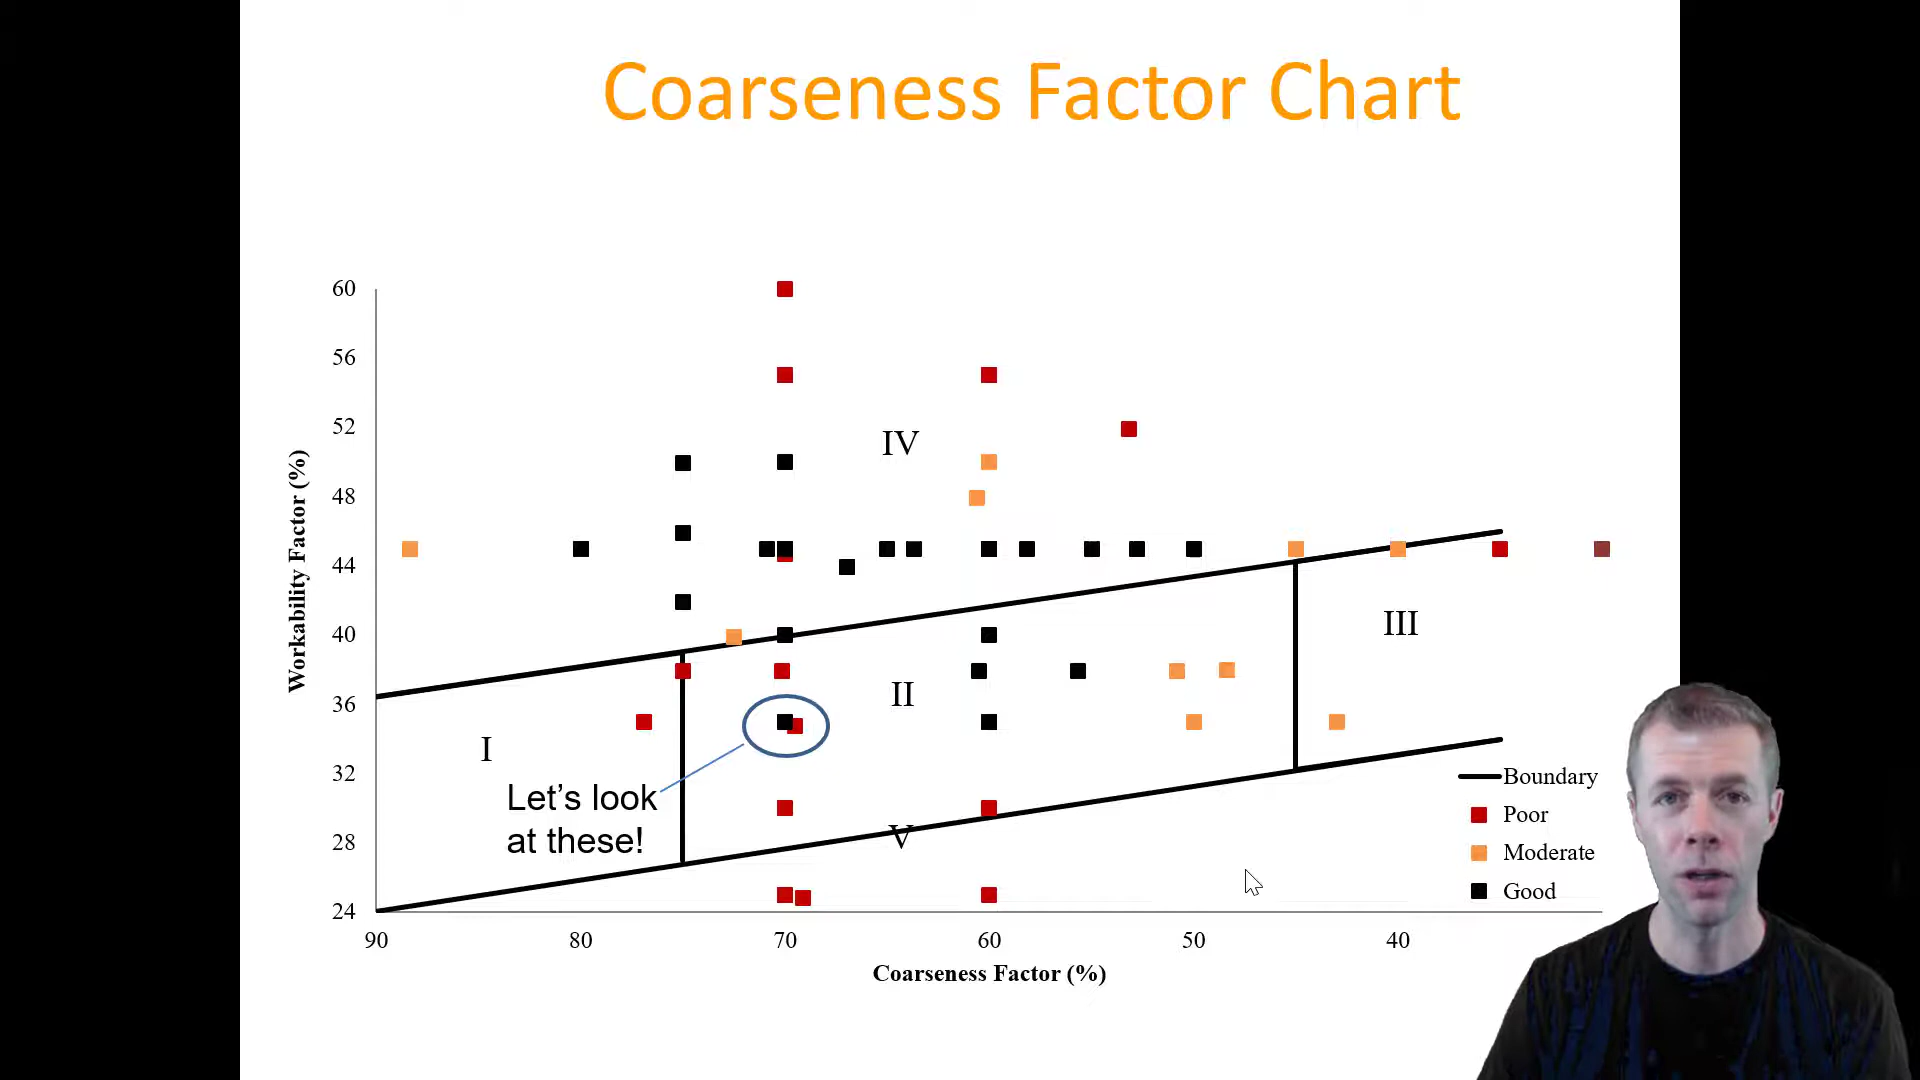 Coarseness Factor Chart
60
56
52
48
44
40
36
32
28
24
Workability Factor (%)
IV
III
II
I
V
Let's look
at these!
Boundary
Poor
Moderate
Good
90
80
70
60
50
40
Coarseness Factor (%)